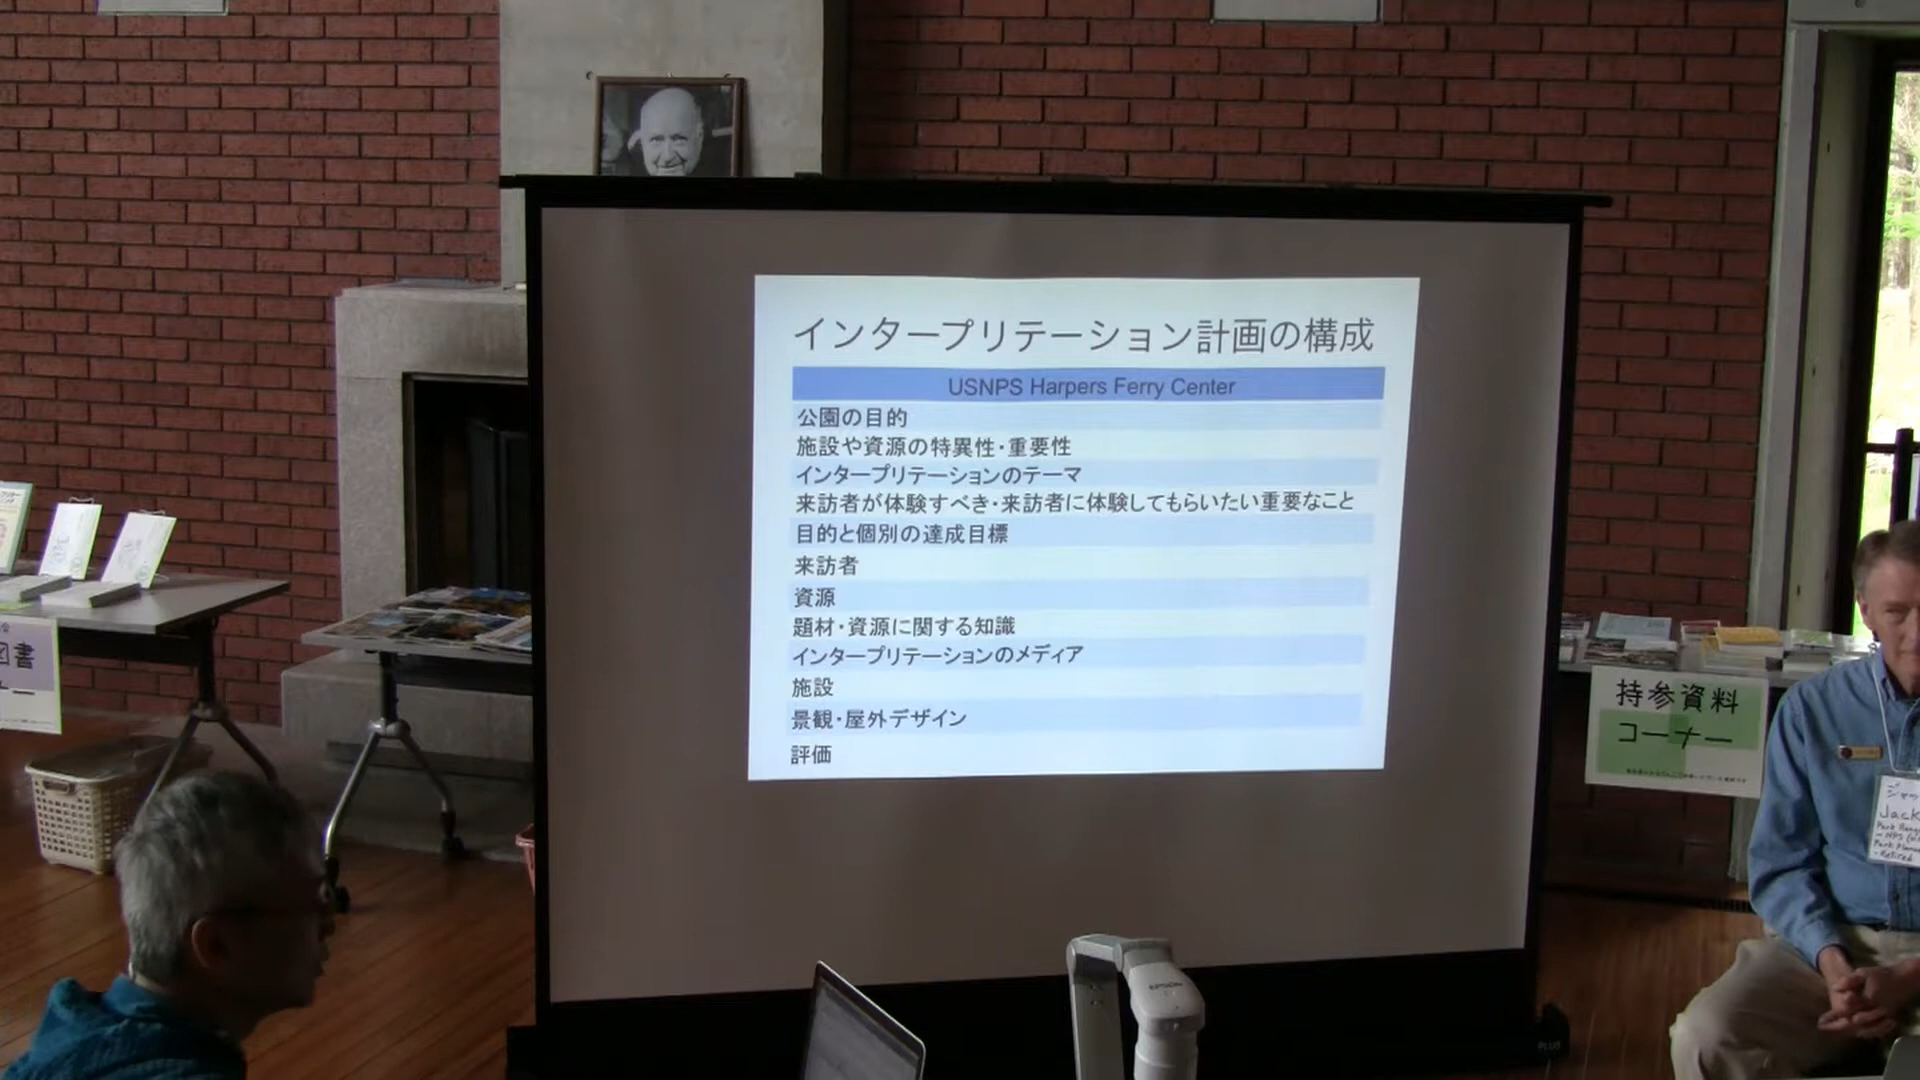 インタープリテーション計画の構成
USNPS Harpers Ferry Center
公園の目的
施設や資源の特異性・重要性
インタープリテーションのテーマ
来訪者が体験すべき・来訪者に体験してもらいたい重要なこと
目的と個別の達成目標
来訪者
資源
題材・資源に関する知識
インタープリテーションのメディア
施設
景観・屋外デザイン
評価
図書
持参資料
コーナー
Jack
EPSON
PLUS